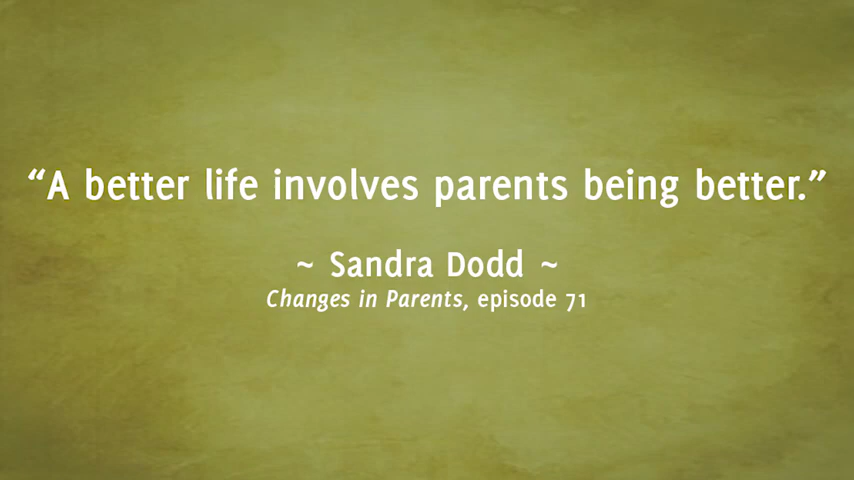 “A better life involves parents being better.”
~ Sandra Dodd ~
Changes in Parents, episode 71